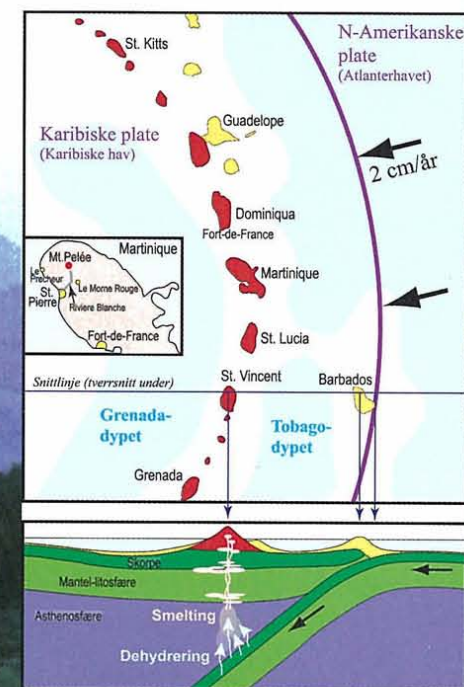 St. Kitts
N-Amerikanske
plate
(Atlanterhavet)
Guadelope
Karibiske plate
(Karibiske hav)
2 cm/år
Dominiqua
Fort-de-France
Martinique
Mt.Pelée
Le Precheur
Le Morne Rouge
St.
Pierre
Riviere Blanche
Fort-de-France
Martinique
St. Lucia
St. Vincent
Barbados
Snittlinje (tverrsnitt under)
Grenada-
dypet
Tobago-
dypet
Grenada
Skorpe
Mantel-litosfære
Asthenosfære
Smelting
Dehydrering